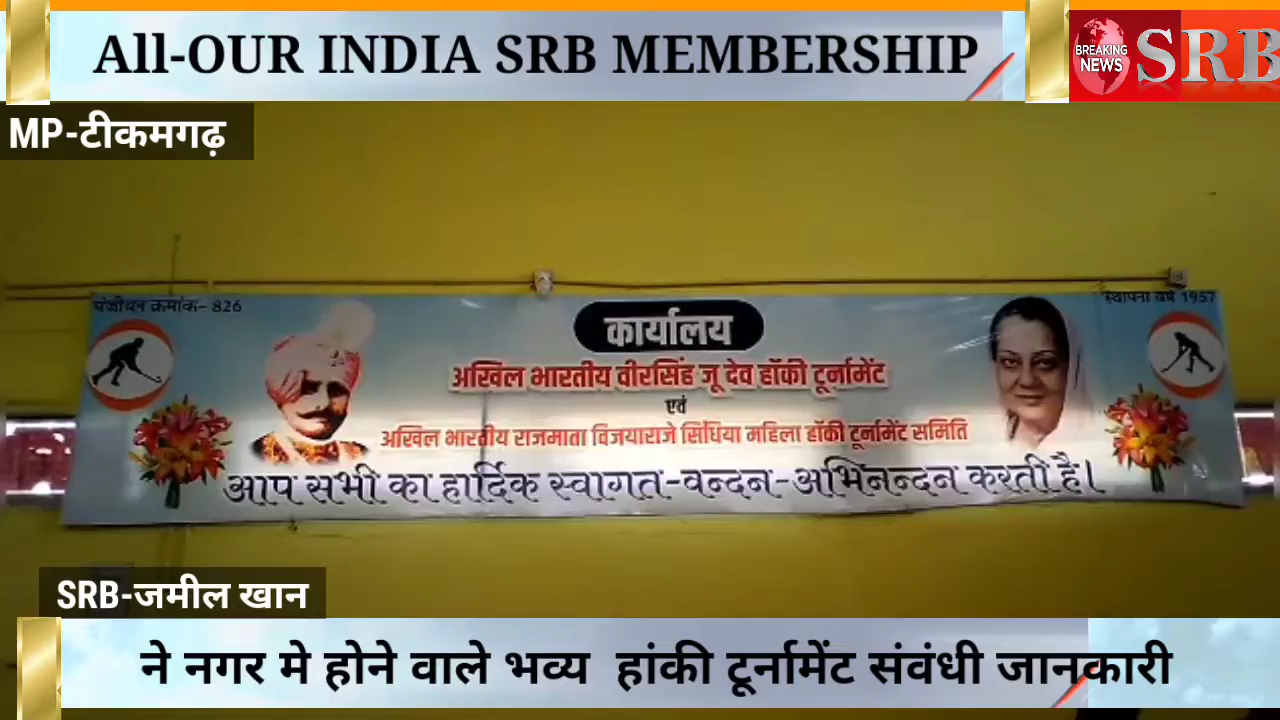 All-OUR INDIA SRB MEMBERSHIP
BREAKING NEWS
SRB
MP-टीकमगढ़
पंजीयन क्रमांक– 826
स्थापना वर्ष 1957
कार्यालय
अखिल भारतीय वीरसिंह जू देव हॉकी टूर्नामेंट
एवं
अखिल भारतीय राजमाता विजयाराजे सिंधिया महिला हॉकी टूर्नामेंट समिति
आप सभी का हार्दिक स्वागत-वन्दन-अभिनन्दन करती है।
SRB-जमील खान
ने नगर मे होने वाले भव्य हांकी टूर्नामेंट संवंधी जानकारी